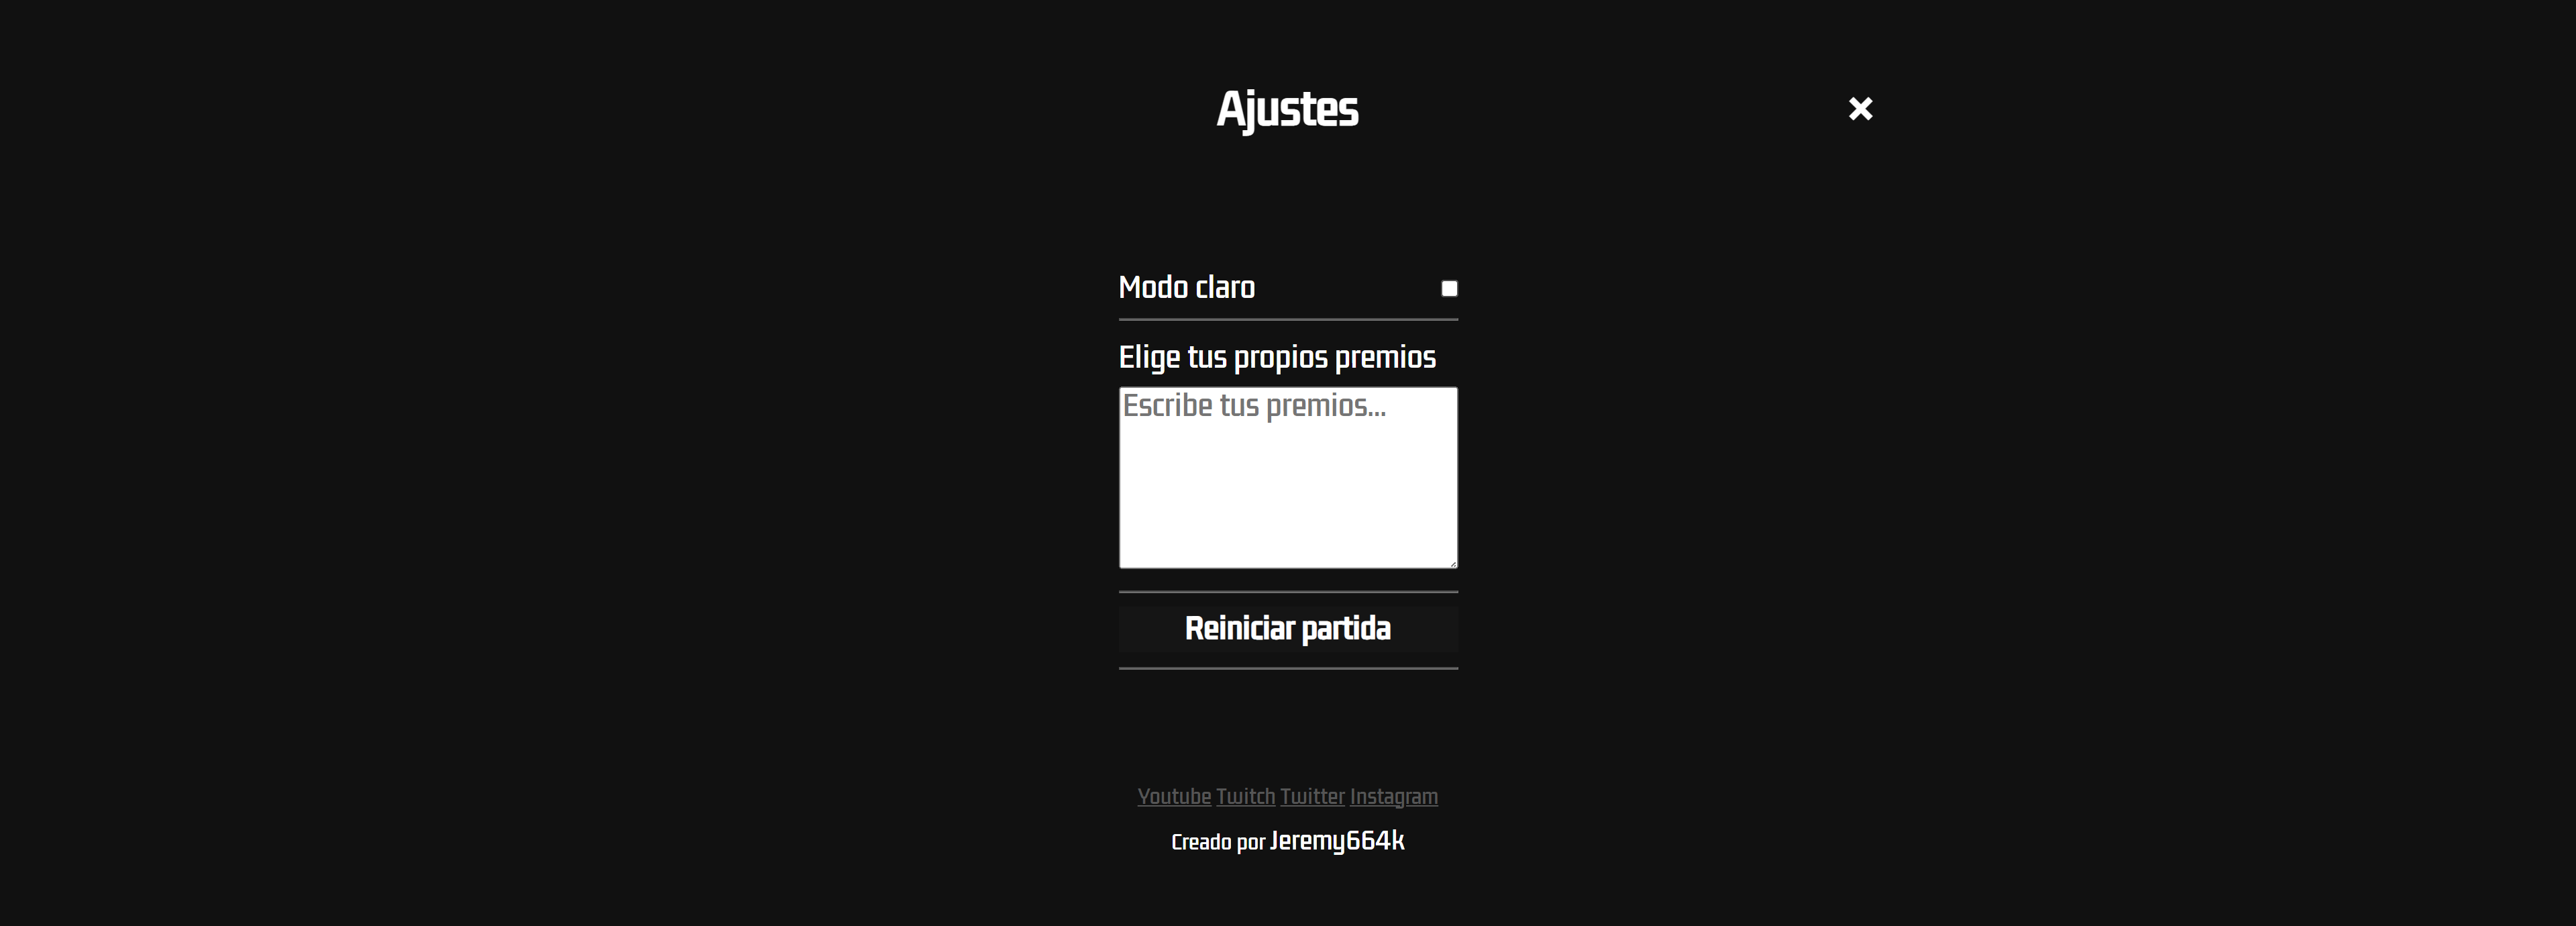 Ajustes
Modo claro
Elige tus propios premios
Escribe tus premios...
Reiniciar partida
Youtube Twitch Twitter Instagram
Creado por Jeremy664k